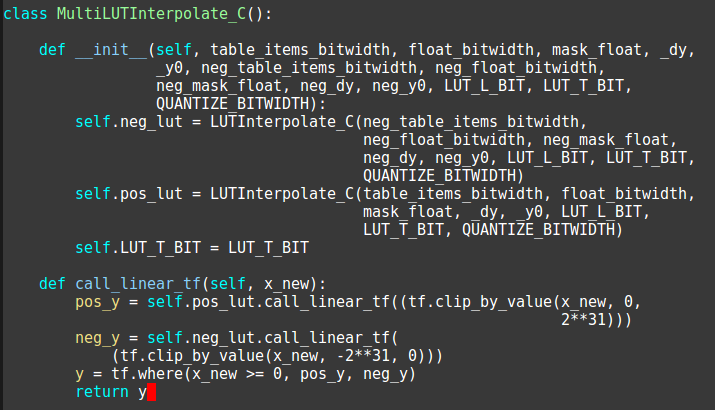 class MultiLUTInterpolate_C():
def __init__(self, table_items_bitwidth, float_bitwidth, mask_float, _dy,
_y0, neg_table_items_bitwidth, neg_float_bitwidth,
neg_mask_float, neg_dy, neg_y0, LUT_L_BIT, LUT_T_BIT,
QUANTIZE_BITWIDTH):
self.neg_lut = LUTInterpolate_C(neg_table_items_bitwidth,
neg_float_bitwidth, neg_mask_float,
neg_dy, neg_y0, LUT_L_BIT, LUT_T_BIT,
QUANTIZE_BITWIDTH)
self.pos_lut = LUTInterpolate_C(table_items_bitwidth, float_bitwidth,
mask_float, _dy, _y0, LUT_L_BIT,
LUT_T_BIT, QUANTIZE_BITWIDTH)
self.LUT_T_BIT = LUT_T_BIT
def call_linear_tf(self, x_new):
pos_y = self.pos_lut.call_linear_tf((tf.clip_by_value(x_new, 0,
2**31)))
neg_y = self.neg_lut.call_linear_tf(
(tf.clip_by_value(x_new, -2**31, 0)))
y = tf.where(x_new >= 0, pos_y, neg_y)
return y